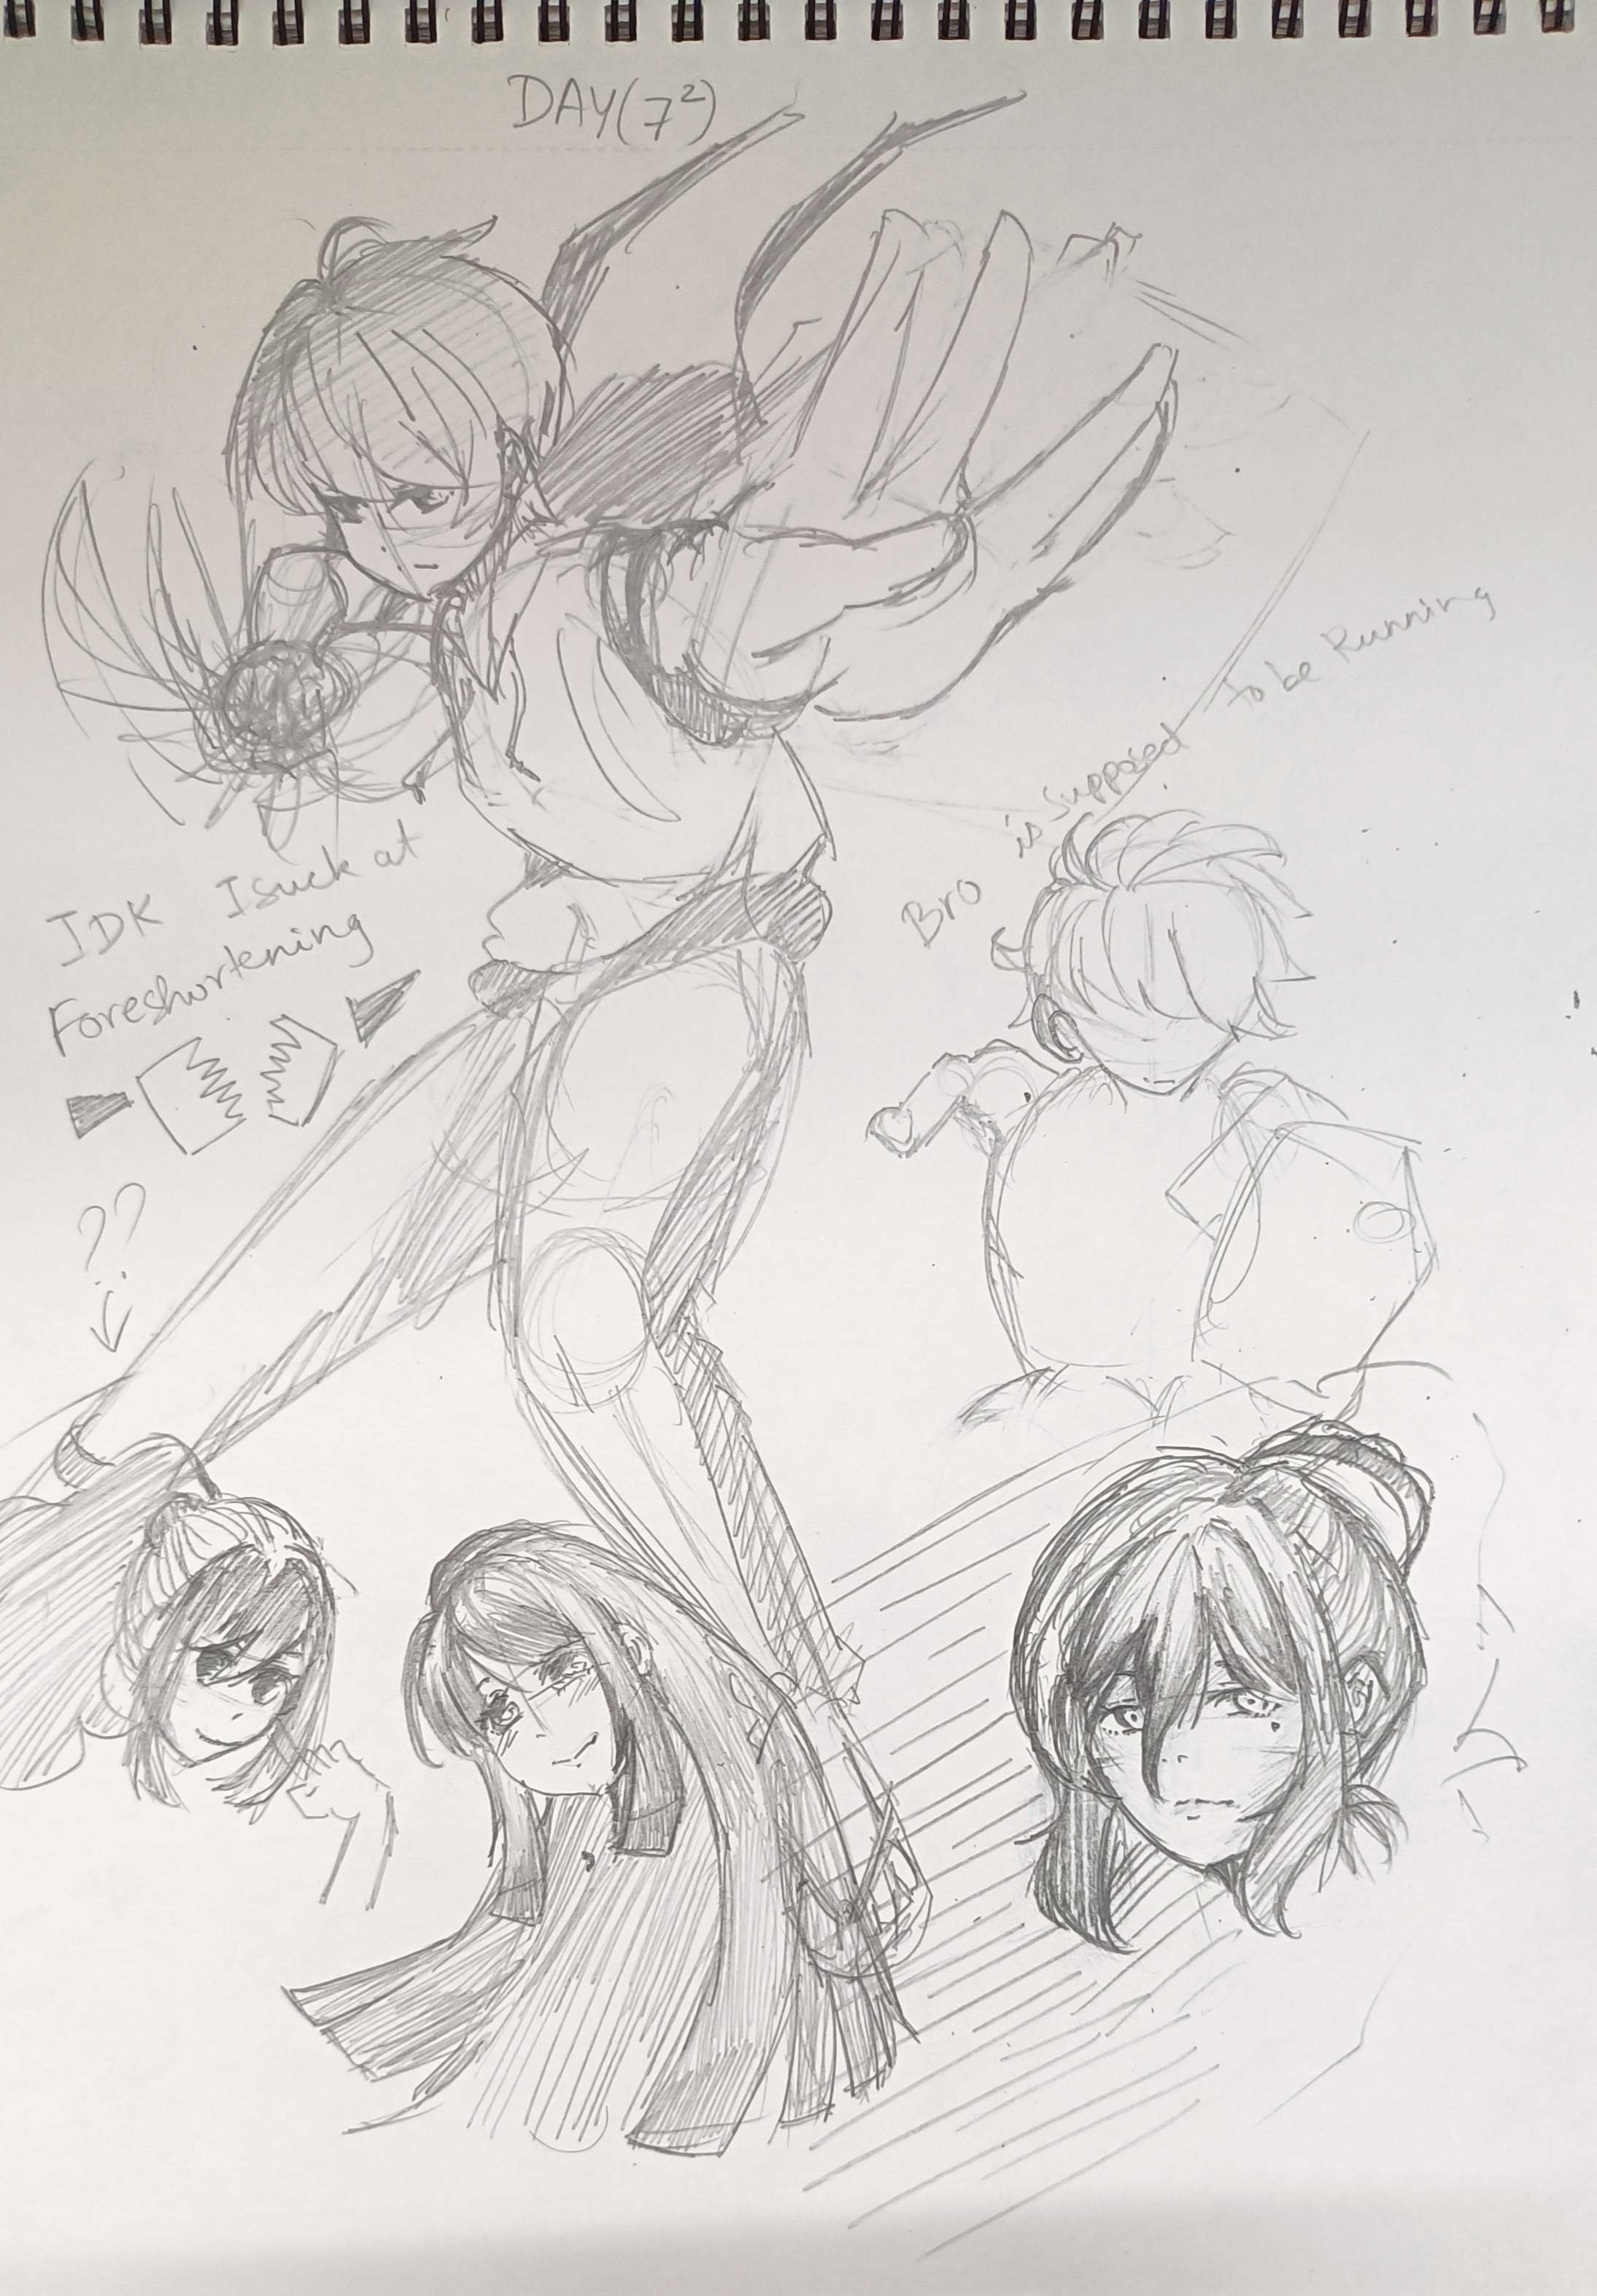 DAY(7²)
Bro is Supposed to be Running
IDK I suck at
Foreshortening
??